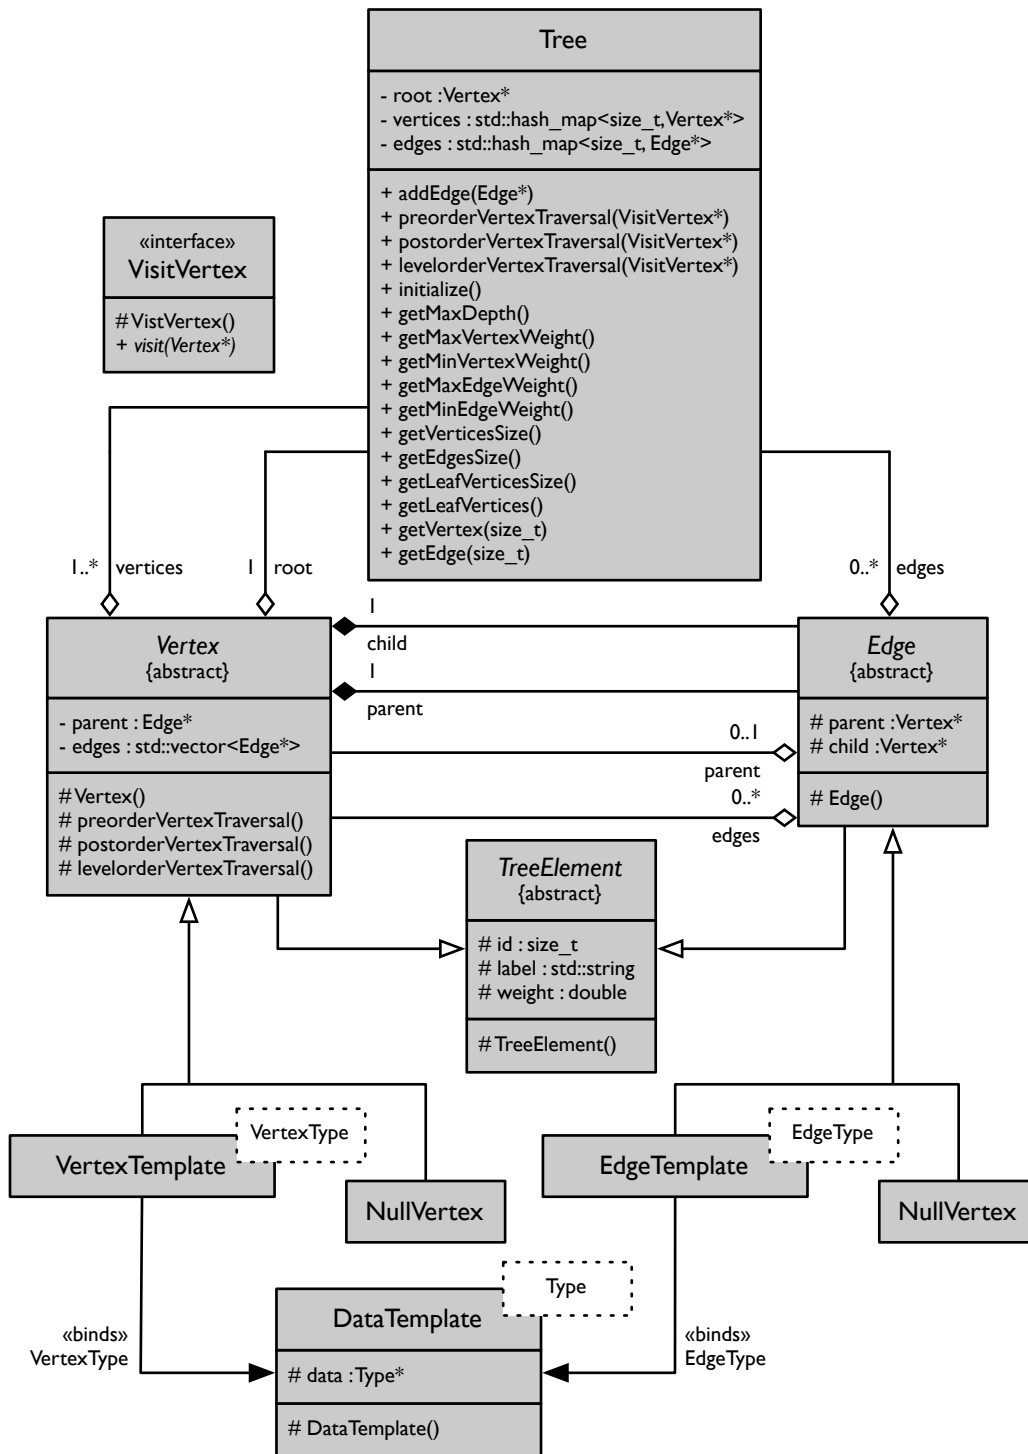 Tree
- root : Vertex*
- vertices : std::hash_map<size_t, Vertex*>
- edges : std::hash_map<size_t, Edge*>
+ addEdge(Edge*)
+ preorderVertexTraversal(VisitVertex*)
+ postorderVertexTraversal(VisitVertex*)
+ levelorderVertexTraversal(VisitVertex*)
+ initialize()
+ getMaxDepth()
+ getMaxVertexWeight()
+ getMinVertexWeight()
+ getMaxEdgeWeight()
+ getMinEdgeWeight()
+ getVerticesSize()
+ getEdgesSize()
+ getLeafVerticesSize()
+ getLeafVertices()
+ getVertex(size_t)
+ getEdge(size_t)
«interface»
VisitVertex
# VistVertex()
+ visit(Vertex*)
1..* vertices
1 root
0..* edges
Vertex
{abstract}
- parent : Edge*
- edges : std::vector<Edge*>
# Vertex()
# preorderVertexTraversal()
# postorderVertexTraversal()
# levelorderVertexTraversal()
1
child
1
parent
0..1
parent
0..*
edges
Edge
{abstract}
# parent : Vertex*
# child : Vertex*
# Edge()
TreeElement
{abstract}
# id : size_t
# label : std::string
# weight : double
# TreeElement()
VertexTemplate
VertexType
NullVertex
EdgeTemplate
EdgeType
NullVertex
«binds»
VertexType
DataTemplate
Type
# data : Type*
# DataTemplate()
«binds»
EdgeType